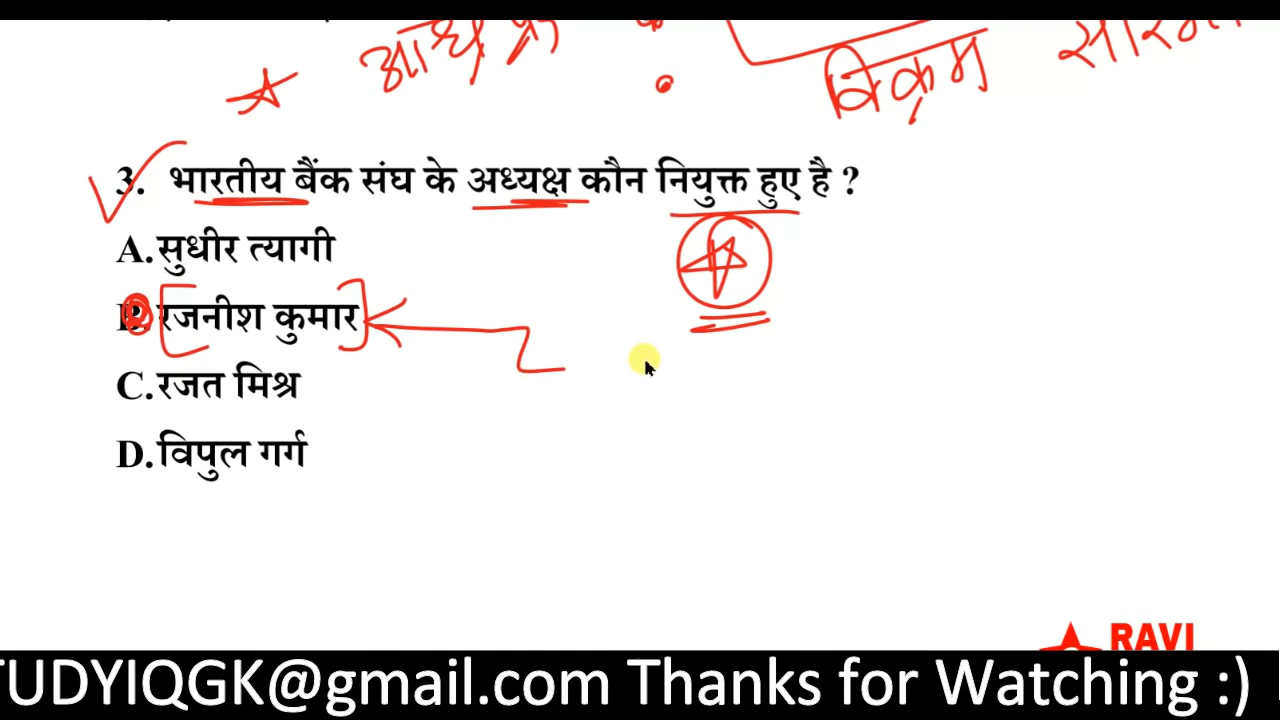 विक्रम
3. भारतीय बैंक संघ के अध्यक्ष कौन नियुक्त हुए है ?
A.सुधीर त्यागी
B.रजनीश कुमार
C.रजत मिश्र
D.विपुल गर्ग
RAVI
TUDYIQGK@gmail.com Thanks for Watching :)